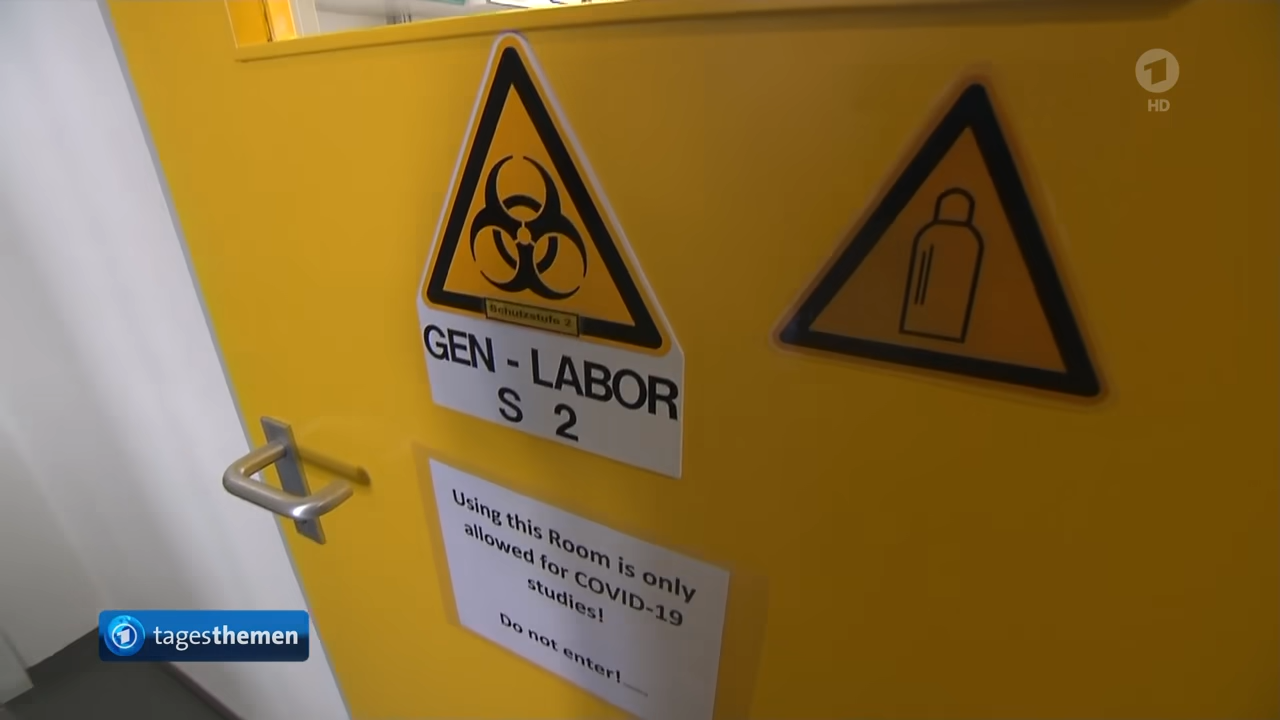 1
HD
Schutzstufe 2
GEN - LABOR
S 2
Using this Room is only
allowed for COVID-19
studies!
Do not enter!
tagesthemen